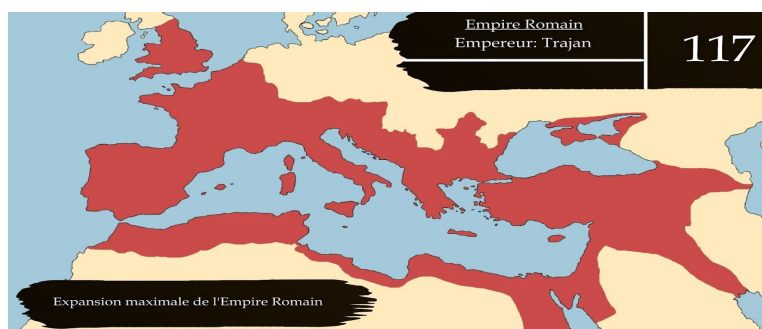 Empire Romain
Empereur: Trajan
117
Expansion maximale de l'Empire Romain